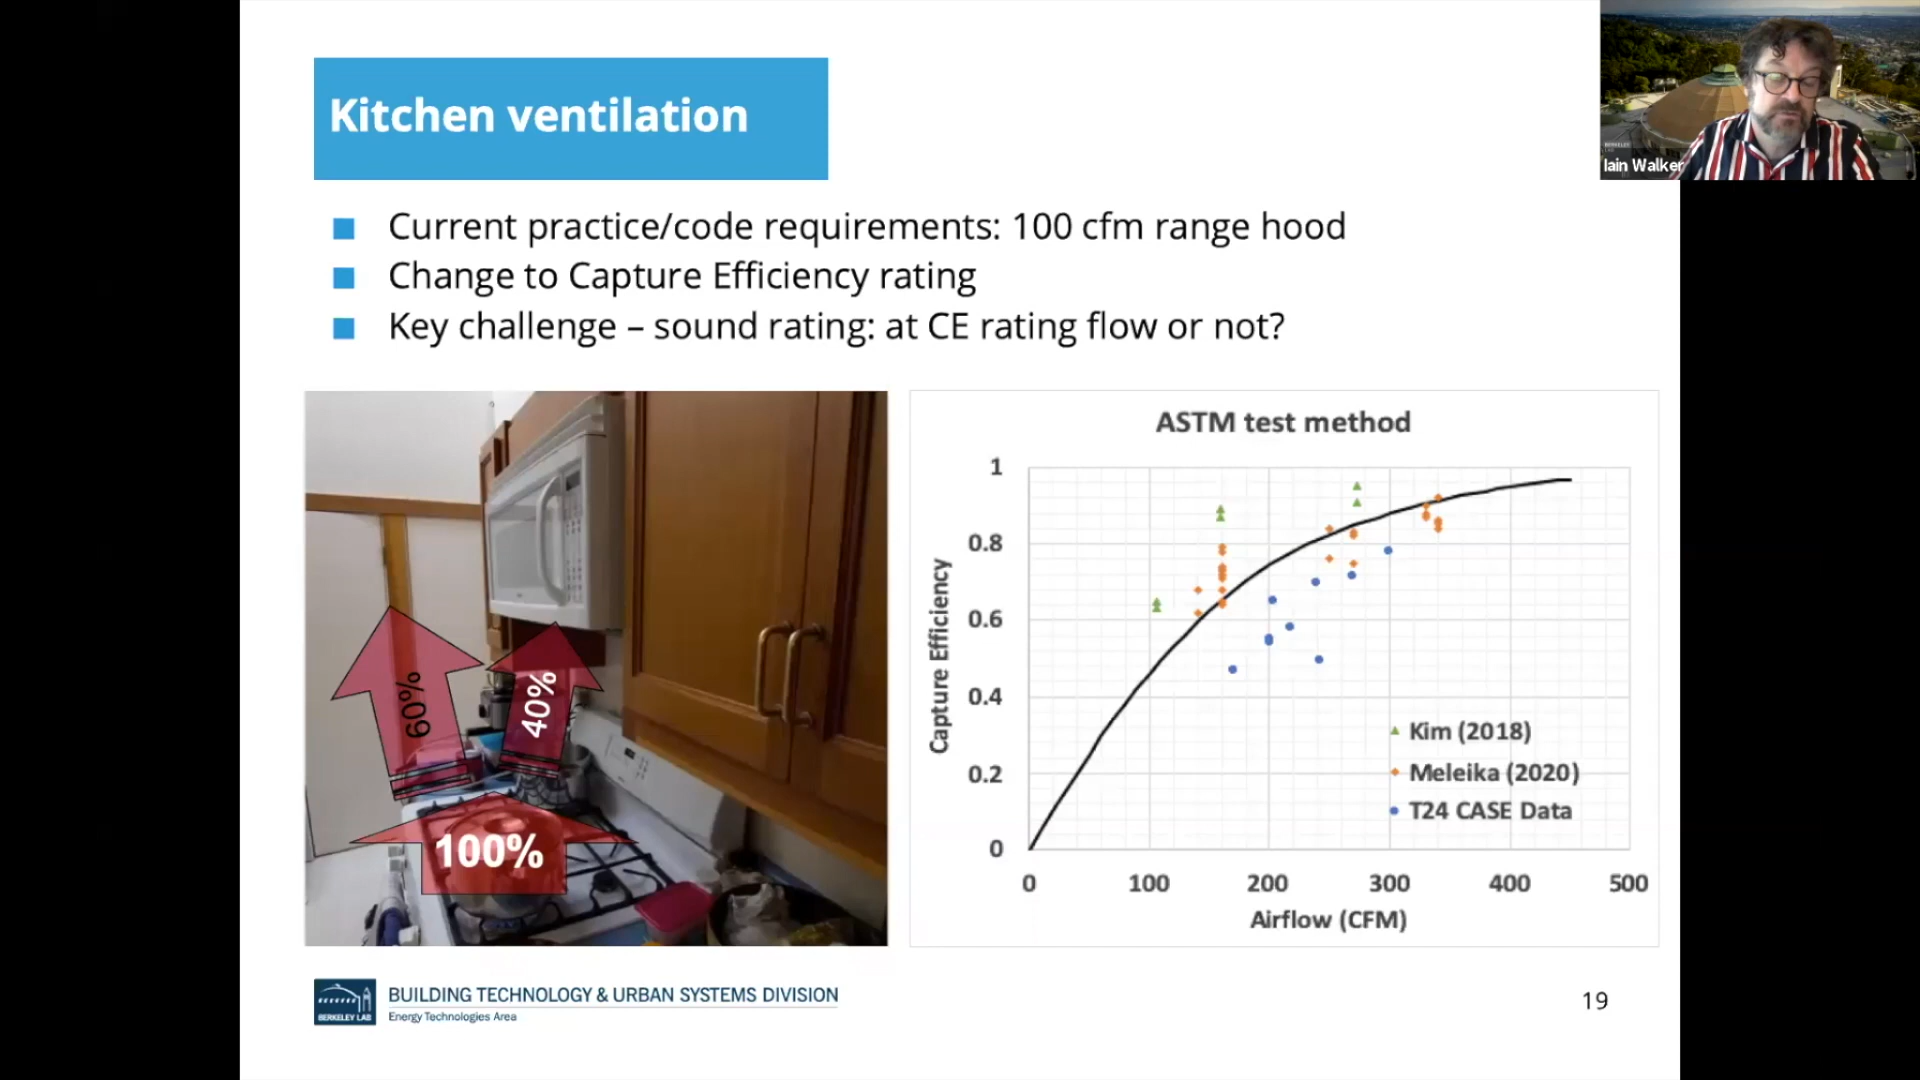 Kitchen ventilation
Iain Walker
Current practice/code requirements: 100 cfm range hood
Change to Capture Efficiency rating
Key challenge – sound rating: at CE rating flow or not?
60%
40%
100%
ASTM test method
1
0.8
0.6
0.4
0.2
0
Capture Efficiency
Kim (2018)
Meleika (2020)
T24 CASE Data
0 100 200 300 400 500
Airflow (CFM)
BERKELEY LAB
BUILDING TECHNOLOGY & URBAN SYSTEMS DIVISION
Energy Technologies Area
19